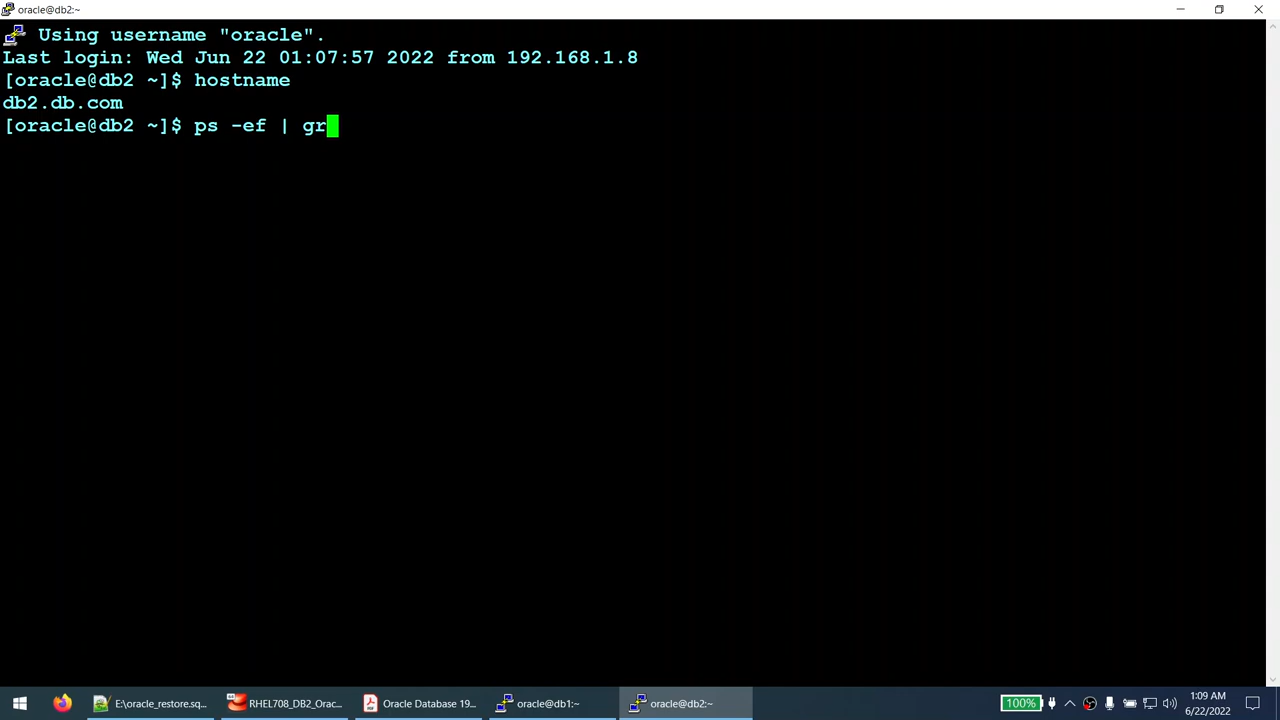 oracle@db2:~
Using username "oracle".
Last login: Wed Jun 22 01:07:57 2022 from 192.168.1.8
[oracle@db2 ~]$ hostname
db2.db.com
[oracle@db2 ~]$ ps -ef | gr
E:\oracle_restore.sq...
RHEL708_DB2_Orac...
Oracle Database 19...
oracle@db1:~
oracle@db2:~
100%
1:09 AM
6/22/2022